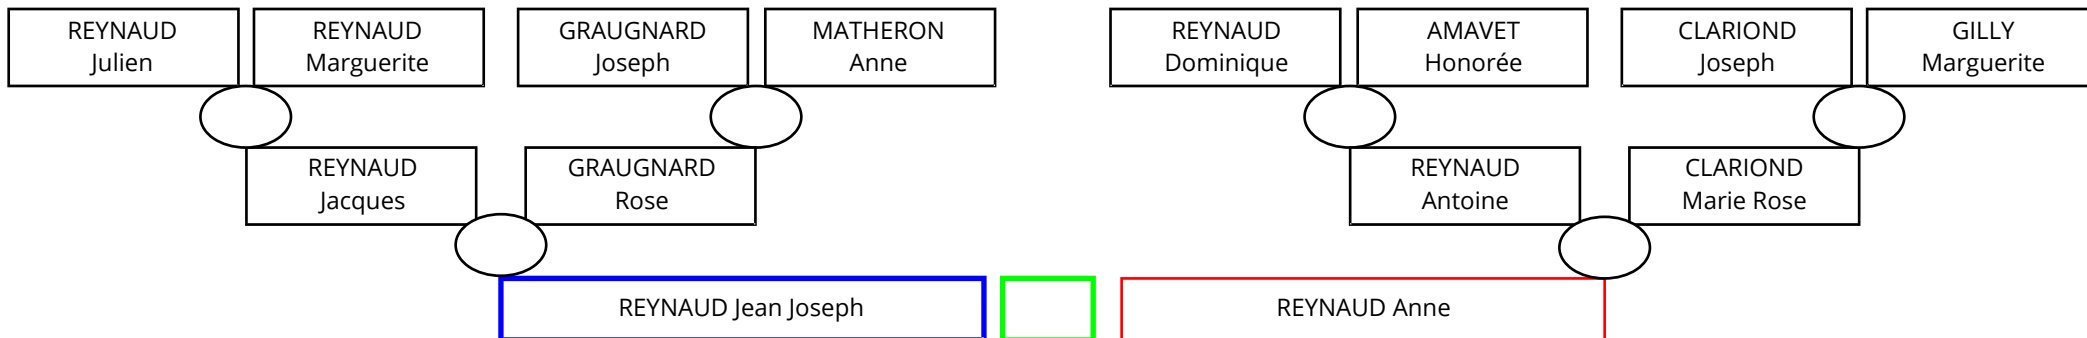 REYNAUD
Julien
REYNAUD
Marguerite
GRAUGNARD
Joseph
MATHERON
Anne
REYNAUD
Dominique
AMAVET
Honorée
CLARIOND
Joseph
GILLY
Marguerite
REYNAUD
Jacques
GRAUGNARD
Rose
REYNAUD
Antoine
CLARIOND
Marie Rose
REYNAUD Jean Joseph
REYNAUD Anne